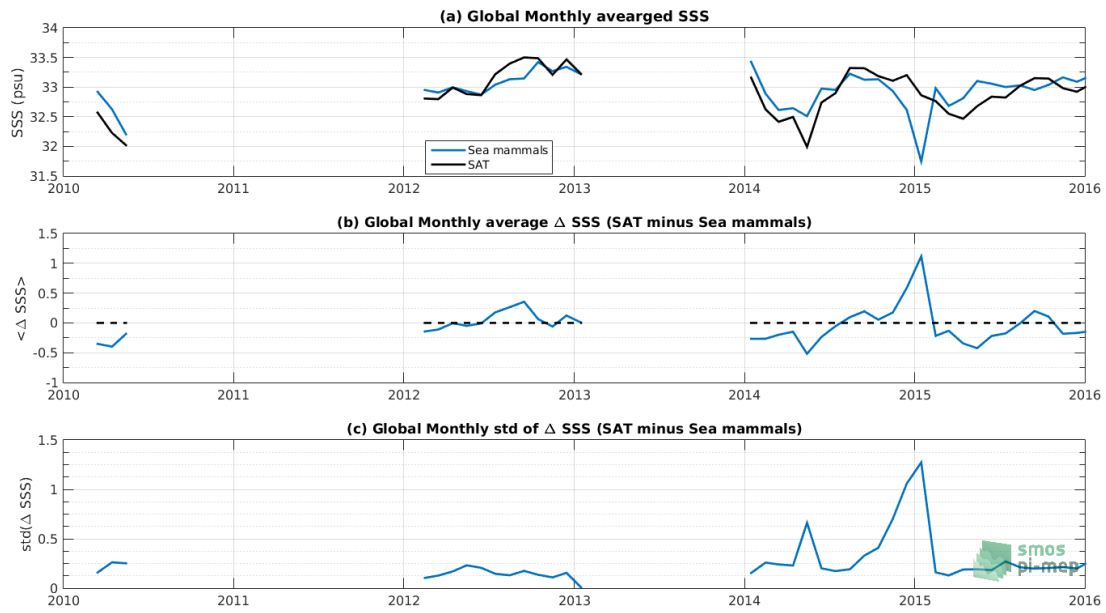 (a) Global Monthly avearged SSS
34
33.5
33
32.5
32
31.5
SSS (psu)
Sea mammals
SAT
2010 2011 2012 2013 2014 2015 2016
(b) Global Monthly average Δ SSS (SAT minus Sea mammals)
1.5
1
0.5
0
-0.5
-1
<Δ SSS>
2010 2011 2012 2013 2014 2015 2016
(c) Global Monthly std of Δ SSS (SAT minus Sea mammals)
1.5
1
0.5
0
std(Δ SSS)
smos
pi-mep
2010 2011 2012 2013 2014 2015 2016